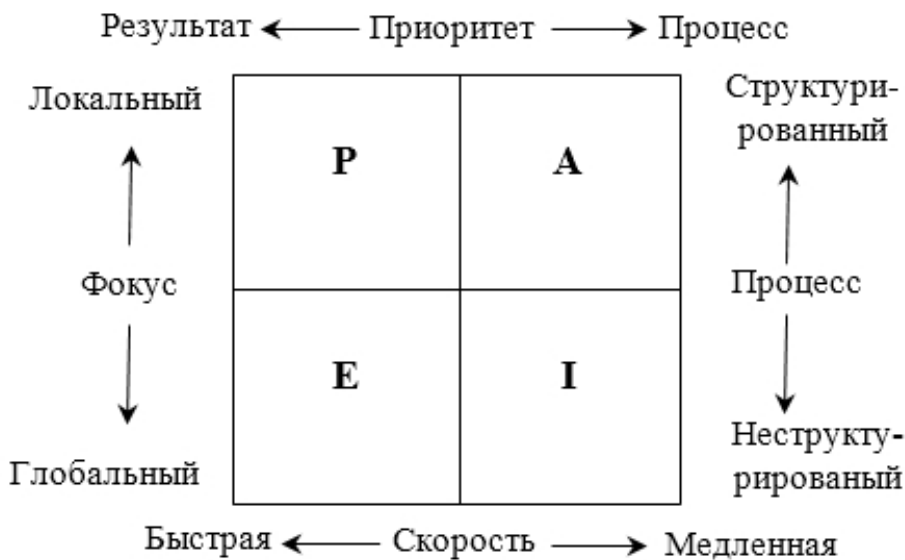 Результат Приоритет Процесс
Локальный
Структури-
рованный
P A
Фокус
Процесс
E I
Глобальный
Неструкту-
рированый
Быстрая Скорость Медленная